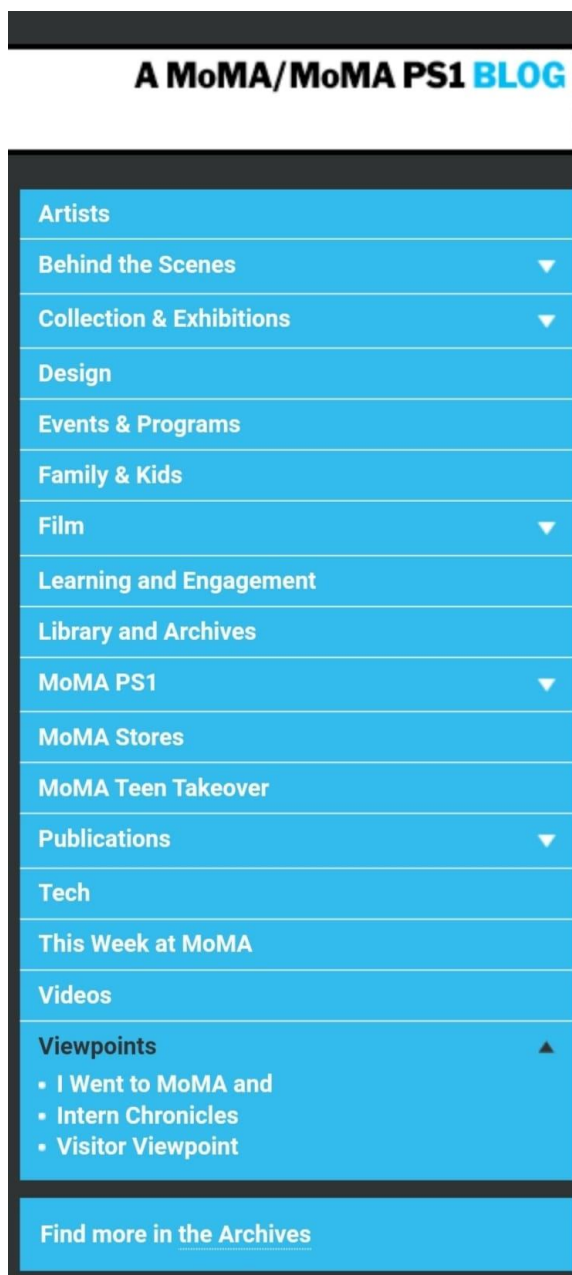 A MoMA/MoMA PS1 BLOG
Artists
Behind the Scenes
Collection & Exhibitions
Design
Events & Programs
Family & Kids
Film
Learning and Engagement
Library and Archives
MoMA PS1
MoMA Stores
MoMA Teen Takeover
Publications
Tech
This Week at MoMA
Videos
Viewpoints
I Went to MoMA and
Intern Chronicles
Visitor Viewpoint
Find more in the Archives